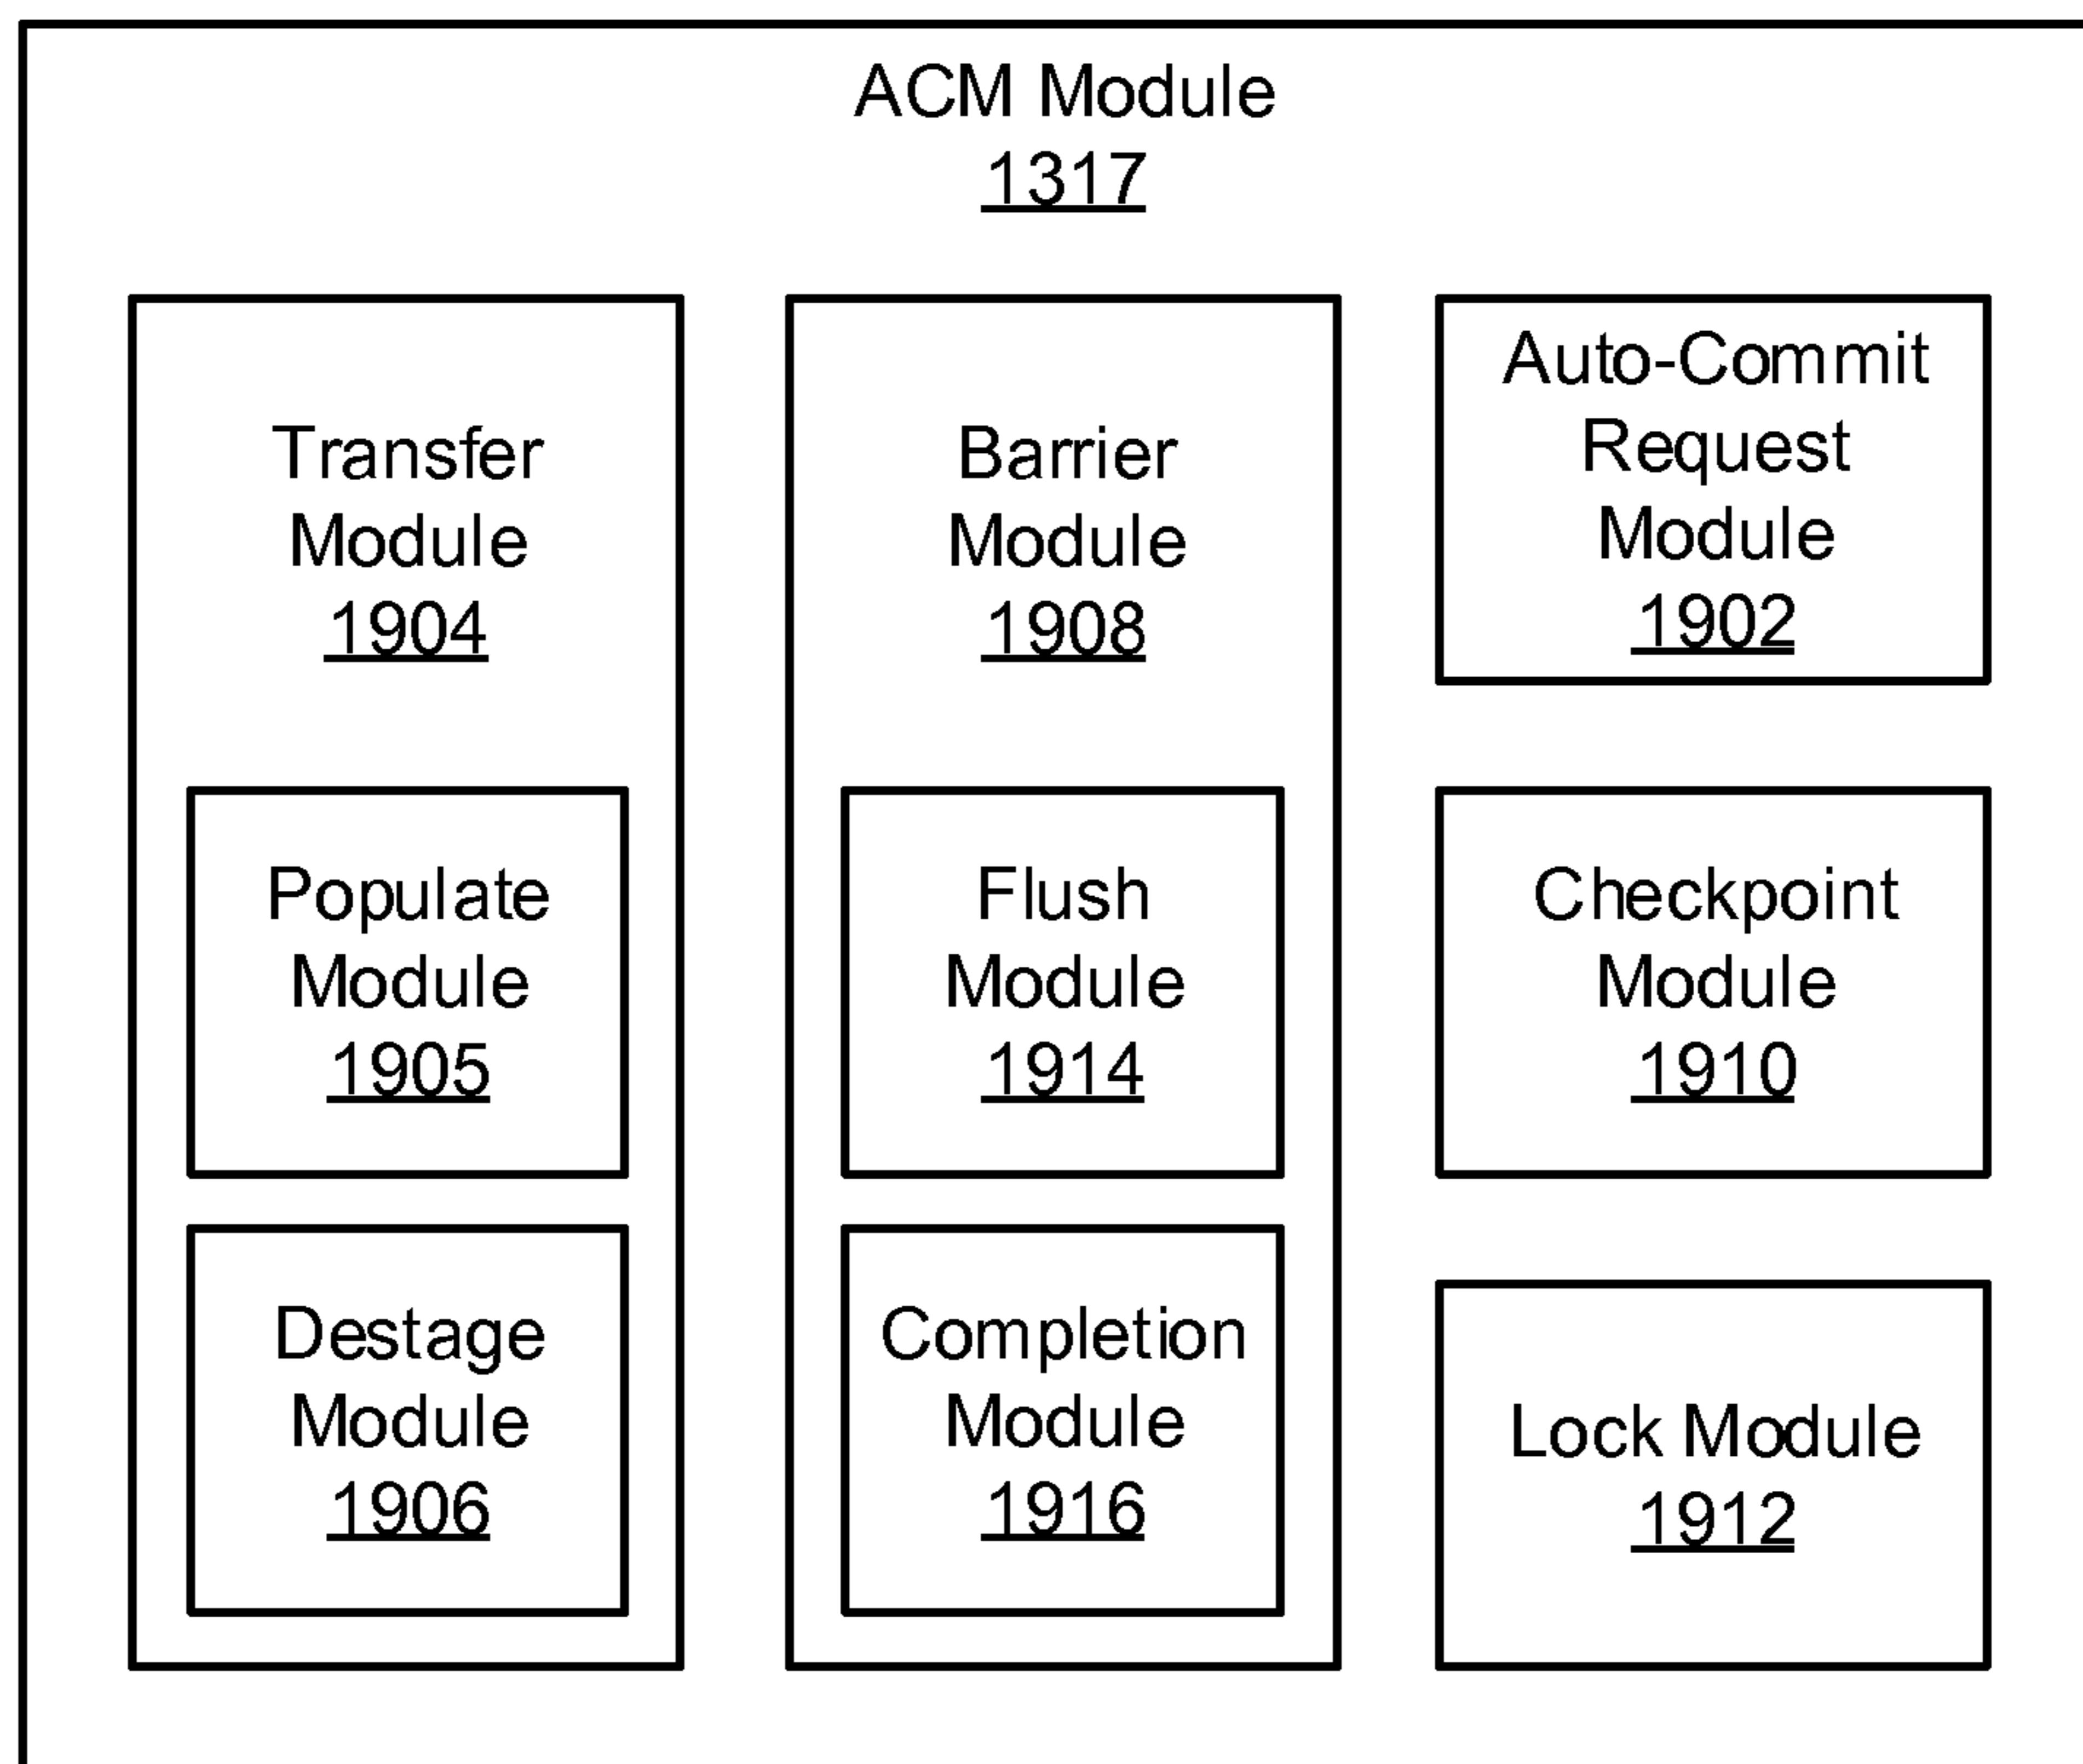 ACM Module
1317
Transfer
Module
1904
Populate
Module
1905
Destage
Module
1906
Barrier
Module
1908
Flush
Module
1914
Completion
Module
1916
Auto-Commit
Request
Module
1902
Checkpoint
Module
1910
Lock Module
1912